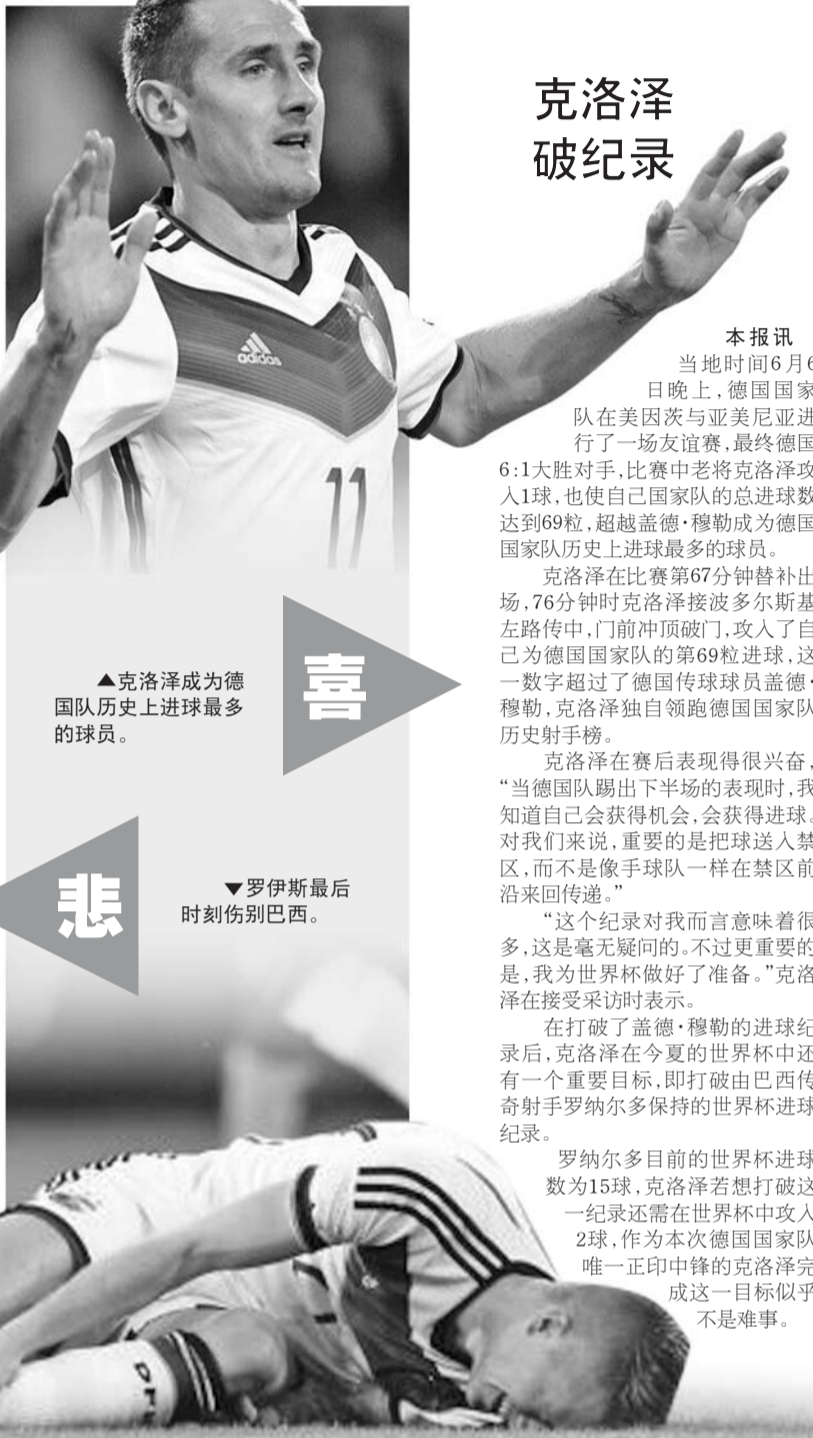 克洛泽
破纪录
adidas
11
本报讯
当地时间6月6
日晚上，德国国家
队在美因茨与亚美尼亚进
行了一场友谊赛，最终德国
6:1大胜对手，比赛中老将克洛泽攻
入1球，也使自己国家队的总进球数
达到69粒，超越盖德·穆勒成为德国
国家队历史上进球最多的球员。
克洛泽在比赛第67分钟替补出
场，76分钟时克洛泽接波多尔斯基
左路传中，门前冲顶破门，攻入了自
己为德国国家队的第69粒进球，这
一数字超过了德国传球球员盖德·
穆勒，克洛泽独自领跑德国国家队
历史射手榜。
克洛泽在赛后表现得很兴奋，
“当德国队踢出下半场的表现时，我
知道自己会获得机会，会获得进球。
对我们来说，重要的是把球送入禁
区，而不是像手球队一样在禁区前
沿来回传递。”
“这个纪录对我而言意味着很
多，这是毫无疑问的。不过更重要的
是，我为世界杯做好了准备。”克洛
泽在接受采访时表示。
在打破了盖德·穆勒的进球纪
录后，克洛泽在今夏的世界杯中还
有一个重要目标，即打破由巴西传
奇射手罗纳尔多保持的世界杯进球
纪录。
罗纳尔多目前的世界杯进球
数为15球，克洛泽若想打破这
一纪录还需在世界杯中攻入
2球，作为本次德国国家队
唯一正印中锋的克洛泽完
成这一目标似乎
不是难事。
喜
▲克洛泽成为德
国队历史上进球最多
的球员。
悲
▼罗伊斯最后
时刻伤别巴西。